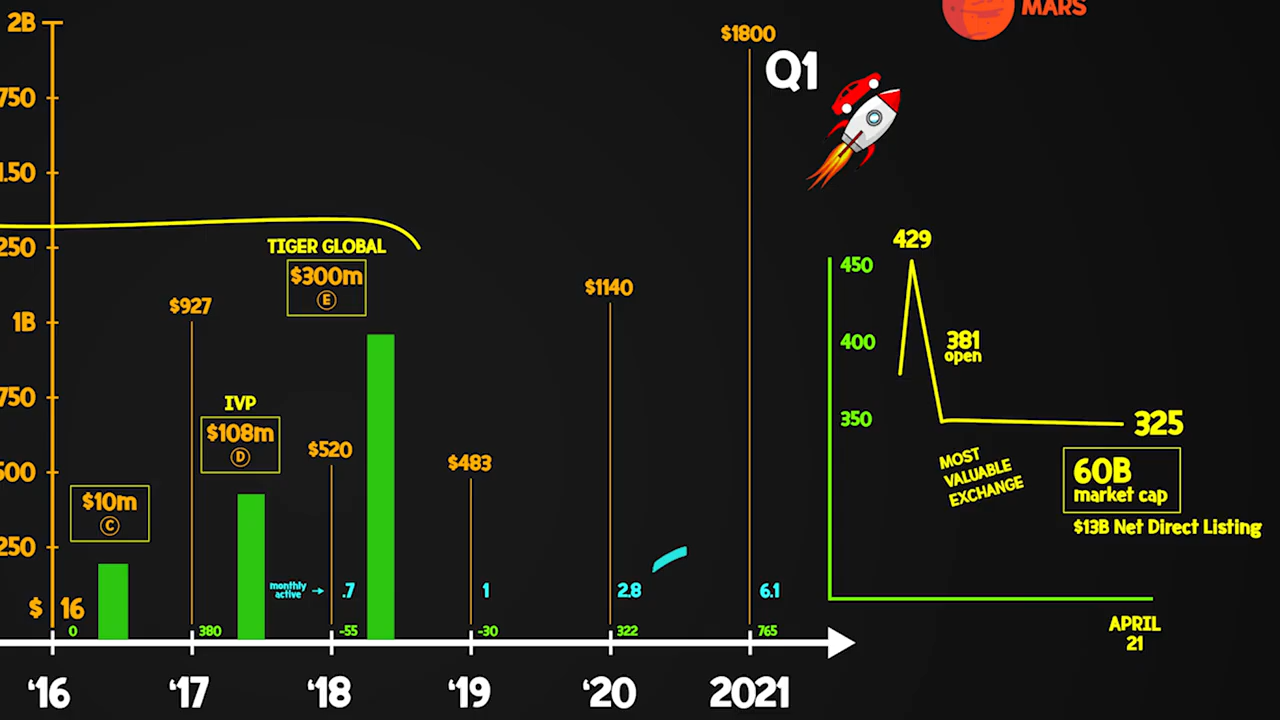 2B
MARS
$1800
Q1
750
1.50
250
TIGER GLOBAL
$300m
E
429
450
$927
$1140
1B
400
381
open
750
IVP
$108m
D
$520
$483
350
325
MOST
VALUABLE
EXCHANGE
60B
market cap
$13B Net Direct Listing
500
$10m
C
250
monthly
active
.7
1
2.8
6.1
$ 16
0
380
-55
-30
322
765
APRIL
21
‘16
‘17
‘18
‘19
‘20
2021